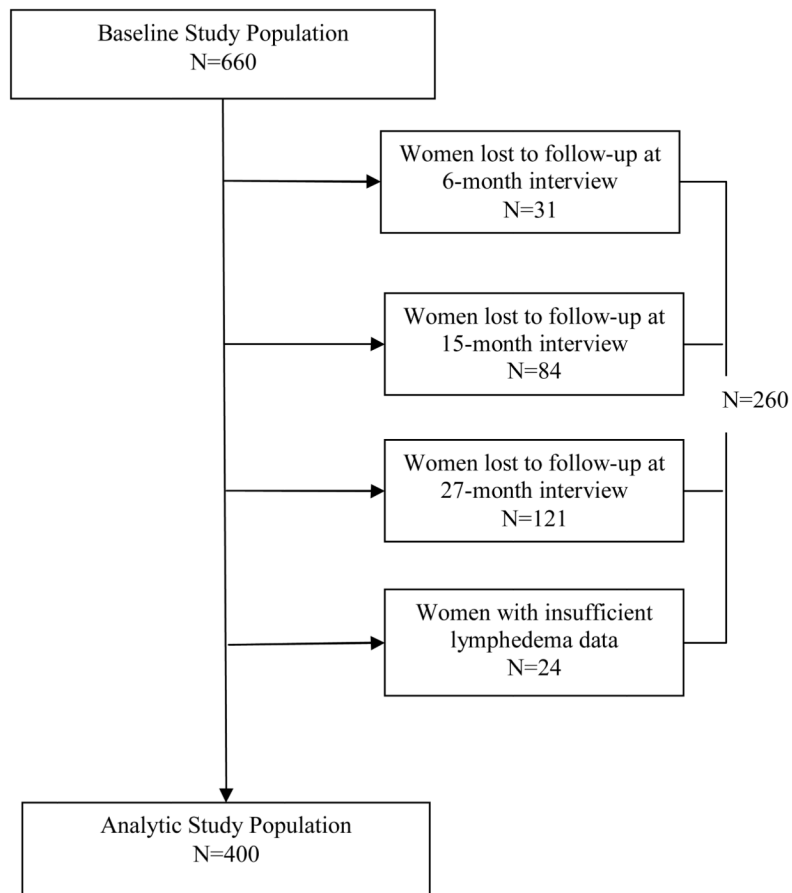 Baseline Study Population
N=660
Women lost to follow-up at
6-month interview
N=31
Women lost to follow-up at
15-month interview
N=84
N=260
Women lost to follow-up at
27-month interview
N=121
Women with insufficient
lymphedema data
N=24
Analytic Study Population
N=400